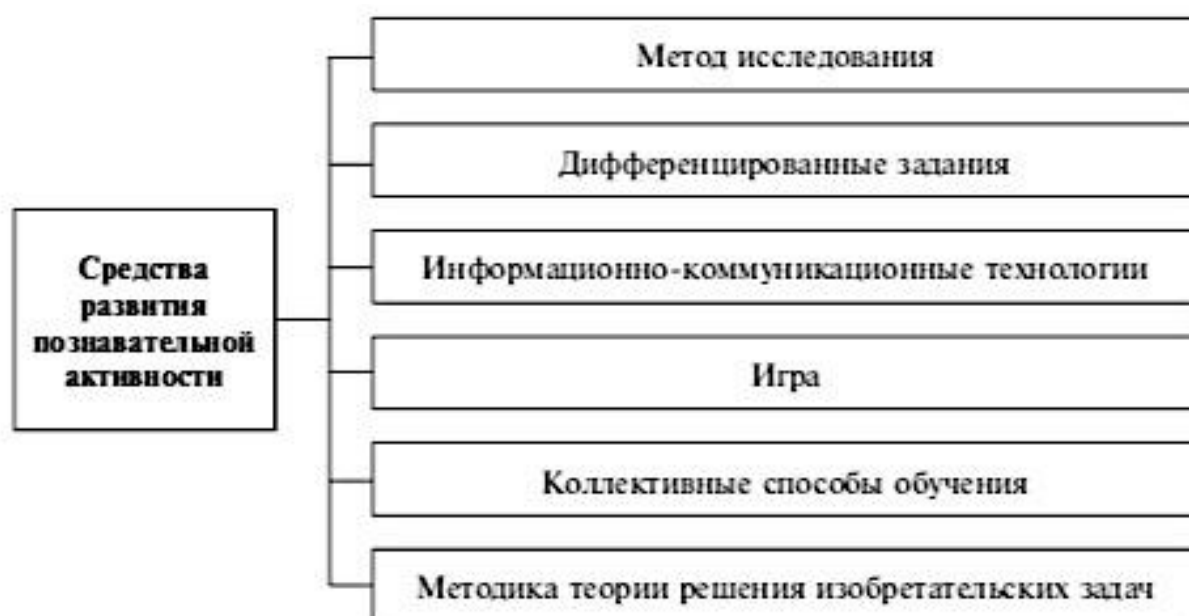 Метод исследования
Дифференцированные задания
Средства
развития
познавательной
активности
Информационно-коммуникационные технологии
Игра
Коллективные способы обучения
Методика теории решения изобретательских задач